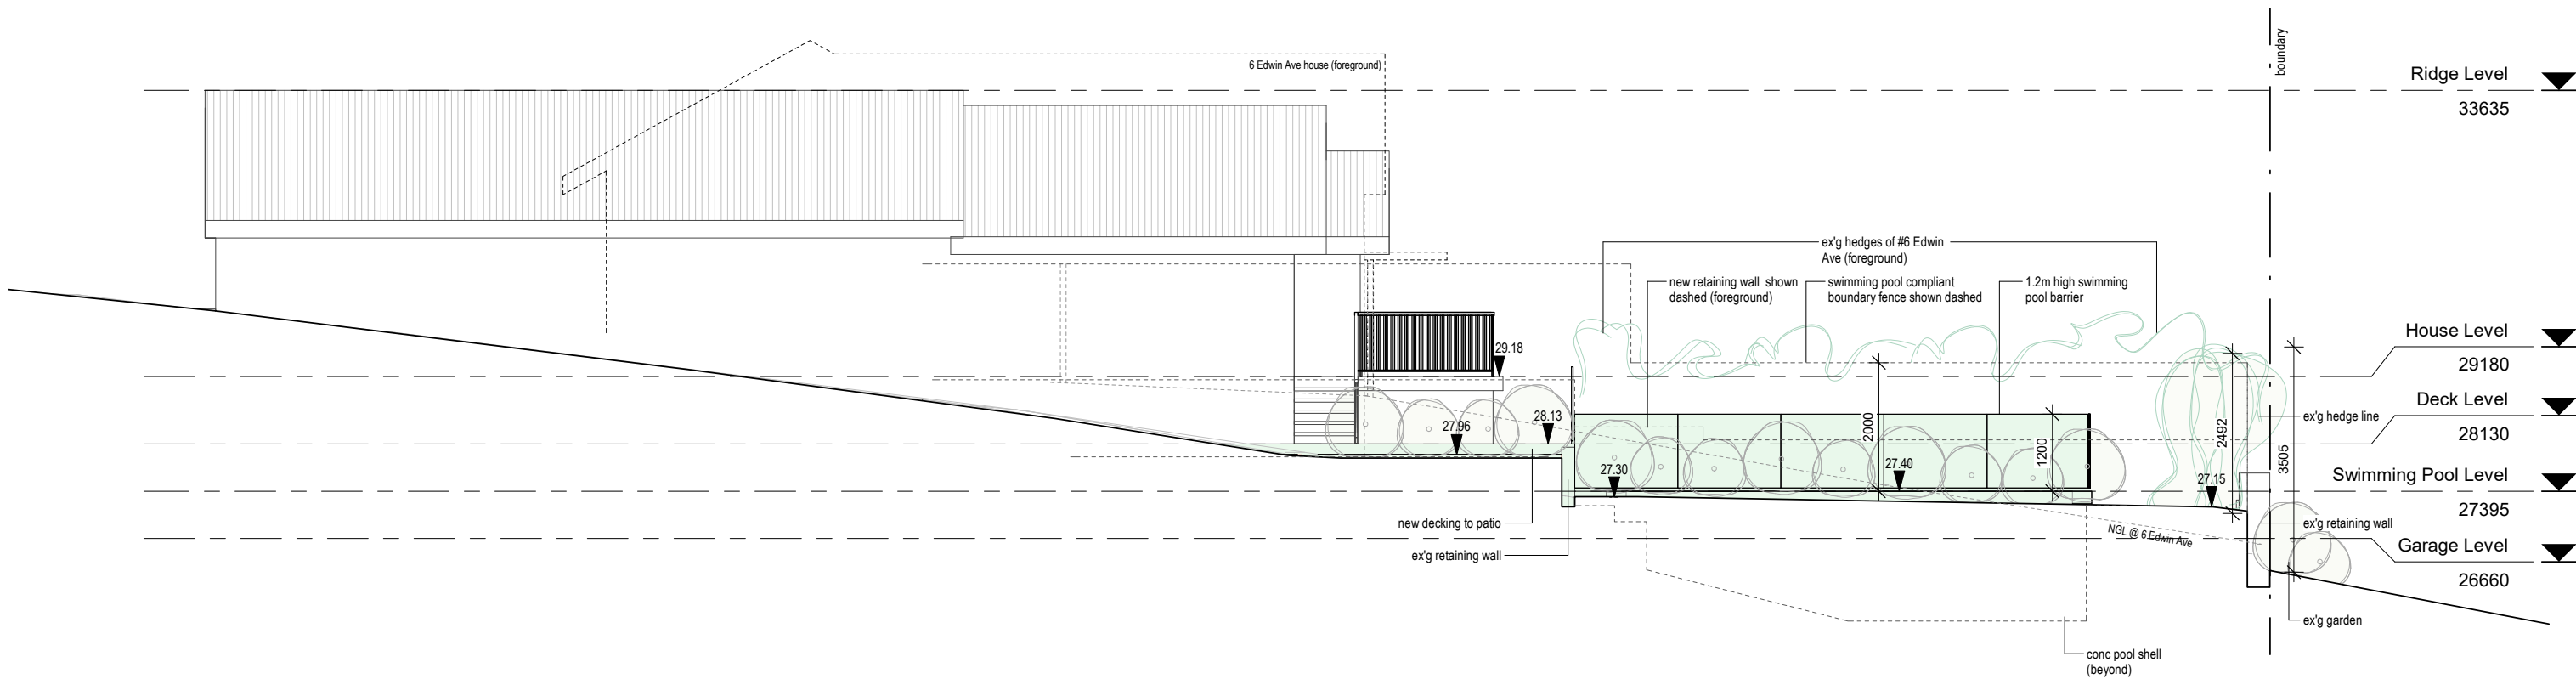 boundary
6 Edwin Ave house (foreground)
Ridge Level
33635
ex'g hedges of #6 Edwin
Ave (foreground)
new retaining wall shown
dashed (foreground)
swimming pool compliant
boundary fence shown dashed
1.2m high swimming
pool barrier
House Level
29180
29.18
Deck Level
28130
28.13
27.96
2000
1200
2492
3505
ex'g hedge line
27.30
27.40
27.15
Swimming Pool Level
27395
new decking to patio
ex'g retaining wall
NGL @ 6 Edwin Ave
ex'g retaining wall
Garage Level
26660
ex'g garden
conc pool shell
(beyond)